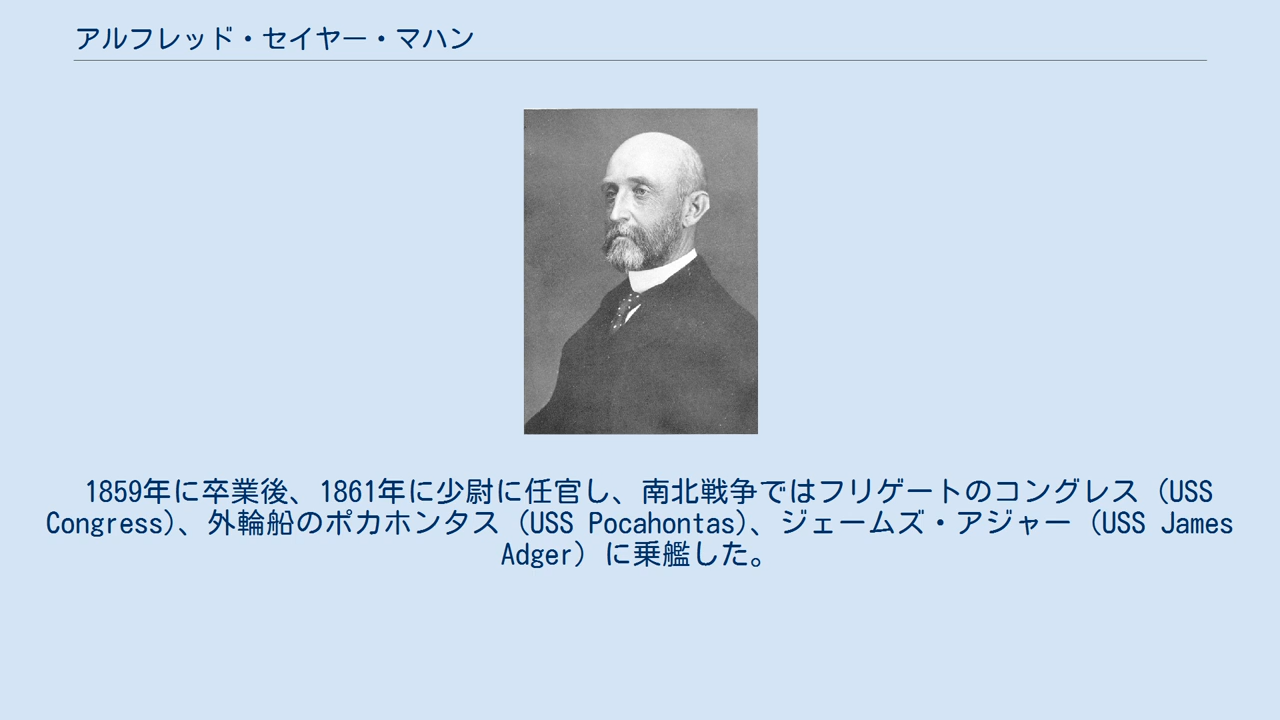 アルフレッド・セイヤー・マハン
1859年に卒業後、1861年に少尉に任官し、南北戦争ではフリゲートのコングレス（USS
Congress）、外輪船のポカホンタス（USS Pocahontas）、ジェームズ・アジャー（USS James
Adger）に乗艦した。